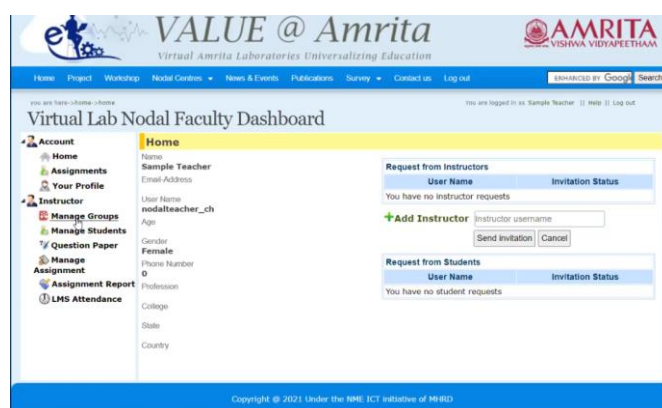 VALUE @ Amrita
Virtual Amrita Laboratories Universalizing Education
AMRITA
VISHWA VIDYAPEETHAM
Home Project Workshop Nodal Centres News & Events Publications Survey Contact us Log out
ENHANCED BY Google Search
you are here->home->home
You are logged in as Sample Teacher || Help || Log out
Virtual Lab Nodal Faculty Dashboard
Account
Home
Assignments
Your Profile
Instructor
Manage Groups
Manage Students
Question Paper
Manage
Assignment
Assignment Report
LMS Attendance
Home
Name
Sample Teacher
Email-Address
User Name
nodalteacher_ch
Age
Gender
Female
Phone Number
0
Profession
College
State
Country
Request from Instructors
User Name Invitation Status
You have no instructor requests
Add Instructor Instructor username
Send Invitation Cancel
Request from Students
User Name Invitation Status
You have no student requests
Copyright @ 2021 Under the NME ICT initiative of MHRD